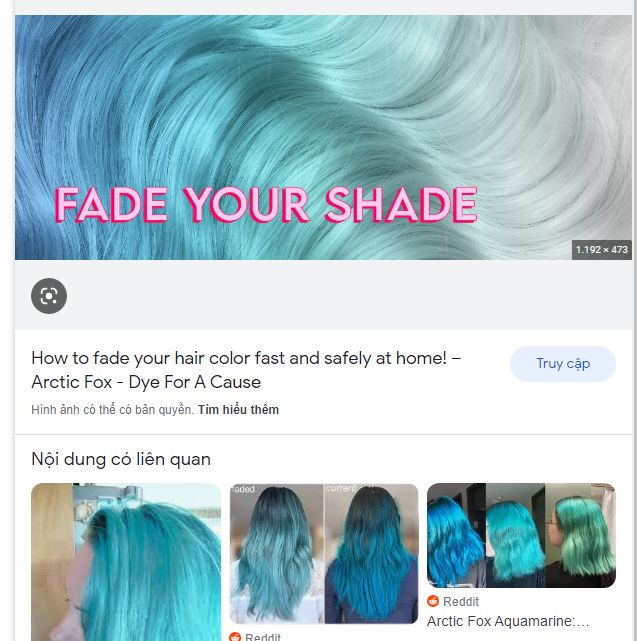 FADE YOUR SHADE
1.192 × 473
How to fade your hair color fast and safely at home! –
Arctic Fox - Dye For A Cause
Truy cập
Hình ảnh có thể có bản quyền. Tìm hiểu thêm
Nội dung có liên quan
faded
current
Reddit
Arctic Fox Aquamarine:...
Reddit